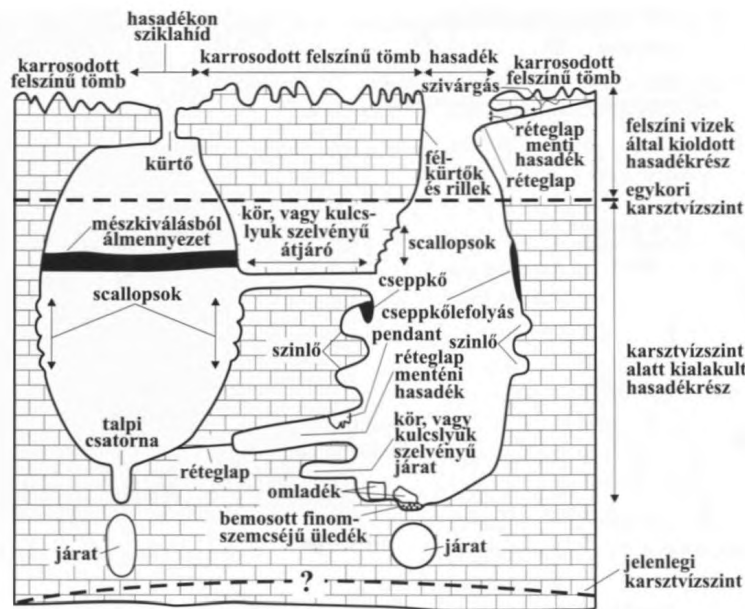 hasadékon
sziklahíd
karrosodott felszínű tömb
hasadék
karrosodott
felszínű tömb
karrosodott
felszínű tömb
szivárgás
réteglap
menti
hasadék
réteglap
felszíni vizek
által kioldott
hasadékrész
kürtő
fél-
kürtők
és rillek
egykori
karsztvízszint
mészkiválásból
álmennyezet
kör, vagy kulcs-
lyuk szelvényű
átjáró
scallopsok
cseppkő
scallopsok
cseppkőlefolyás
pendant
színlő
színlő
réteglap
menténi
hasadék
karsztvízszint
alatt kialakult
hasadékrész
talpi
csatorna
kör, vagy
kulcslyuk
szelvényű
járat
réteglap
omladék
bemosott finom-
szemcséjű üledék
járat
járat
?
jelenlegi
karsztvízszint